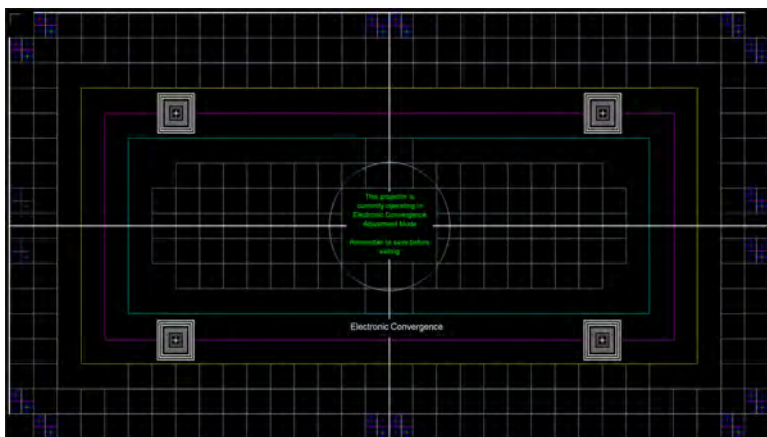 This projector is
currently operating in
Electronic Convergence
Adjustment Mode
Remember to save before
exiting
Electronic Convergence